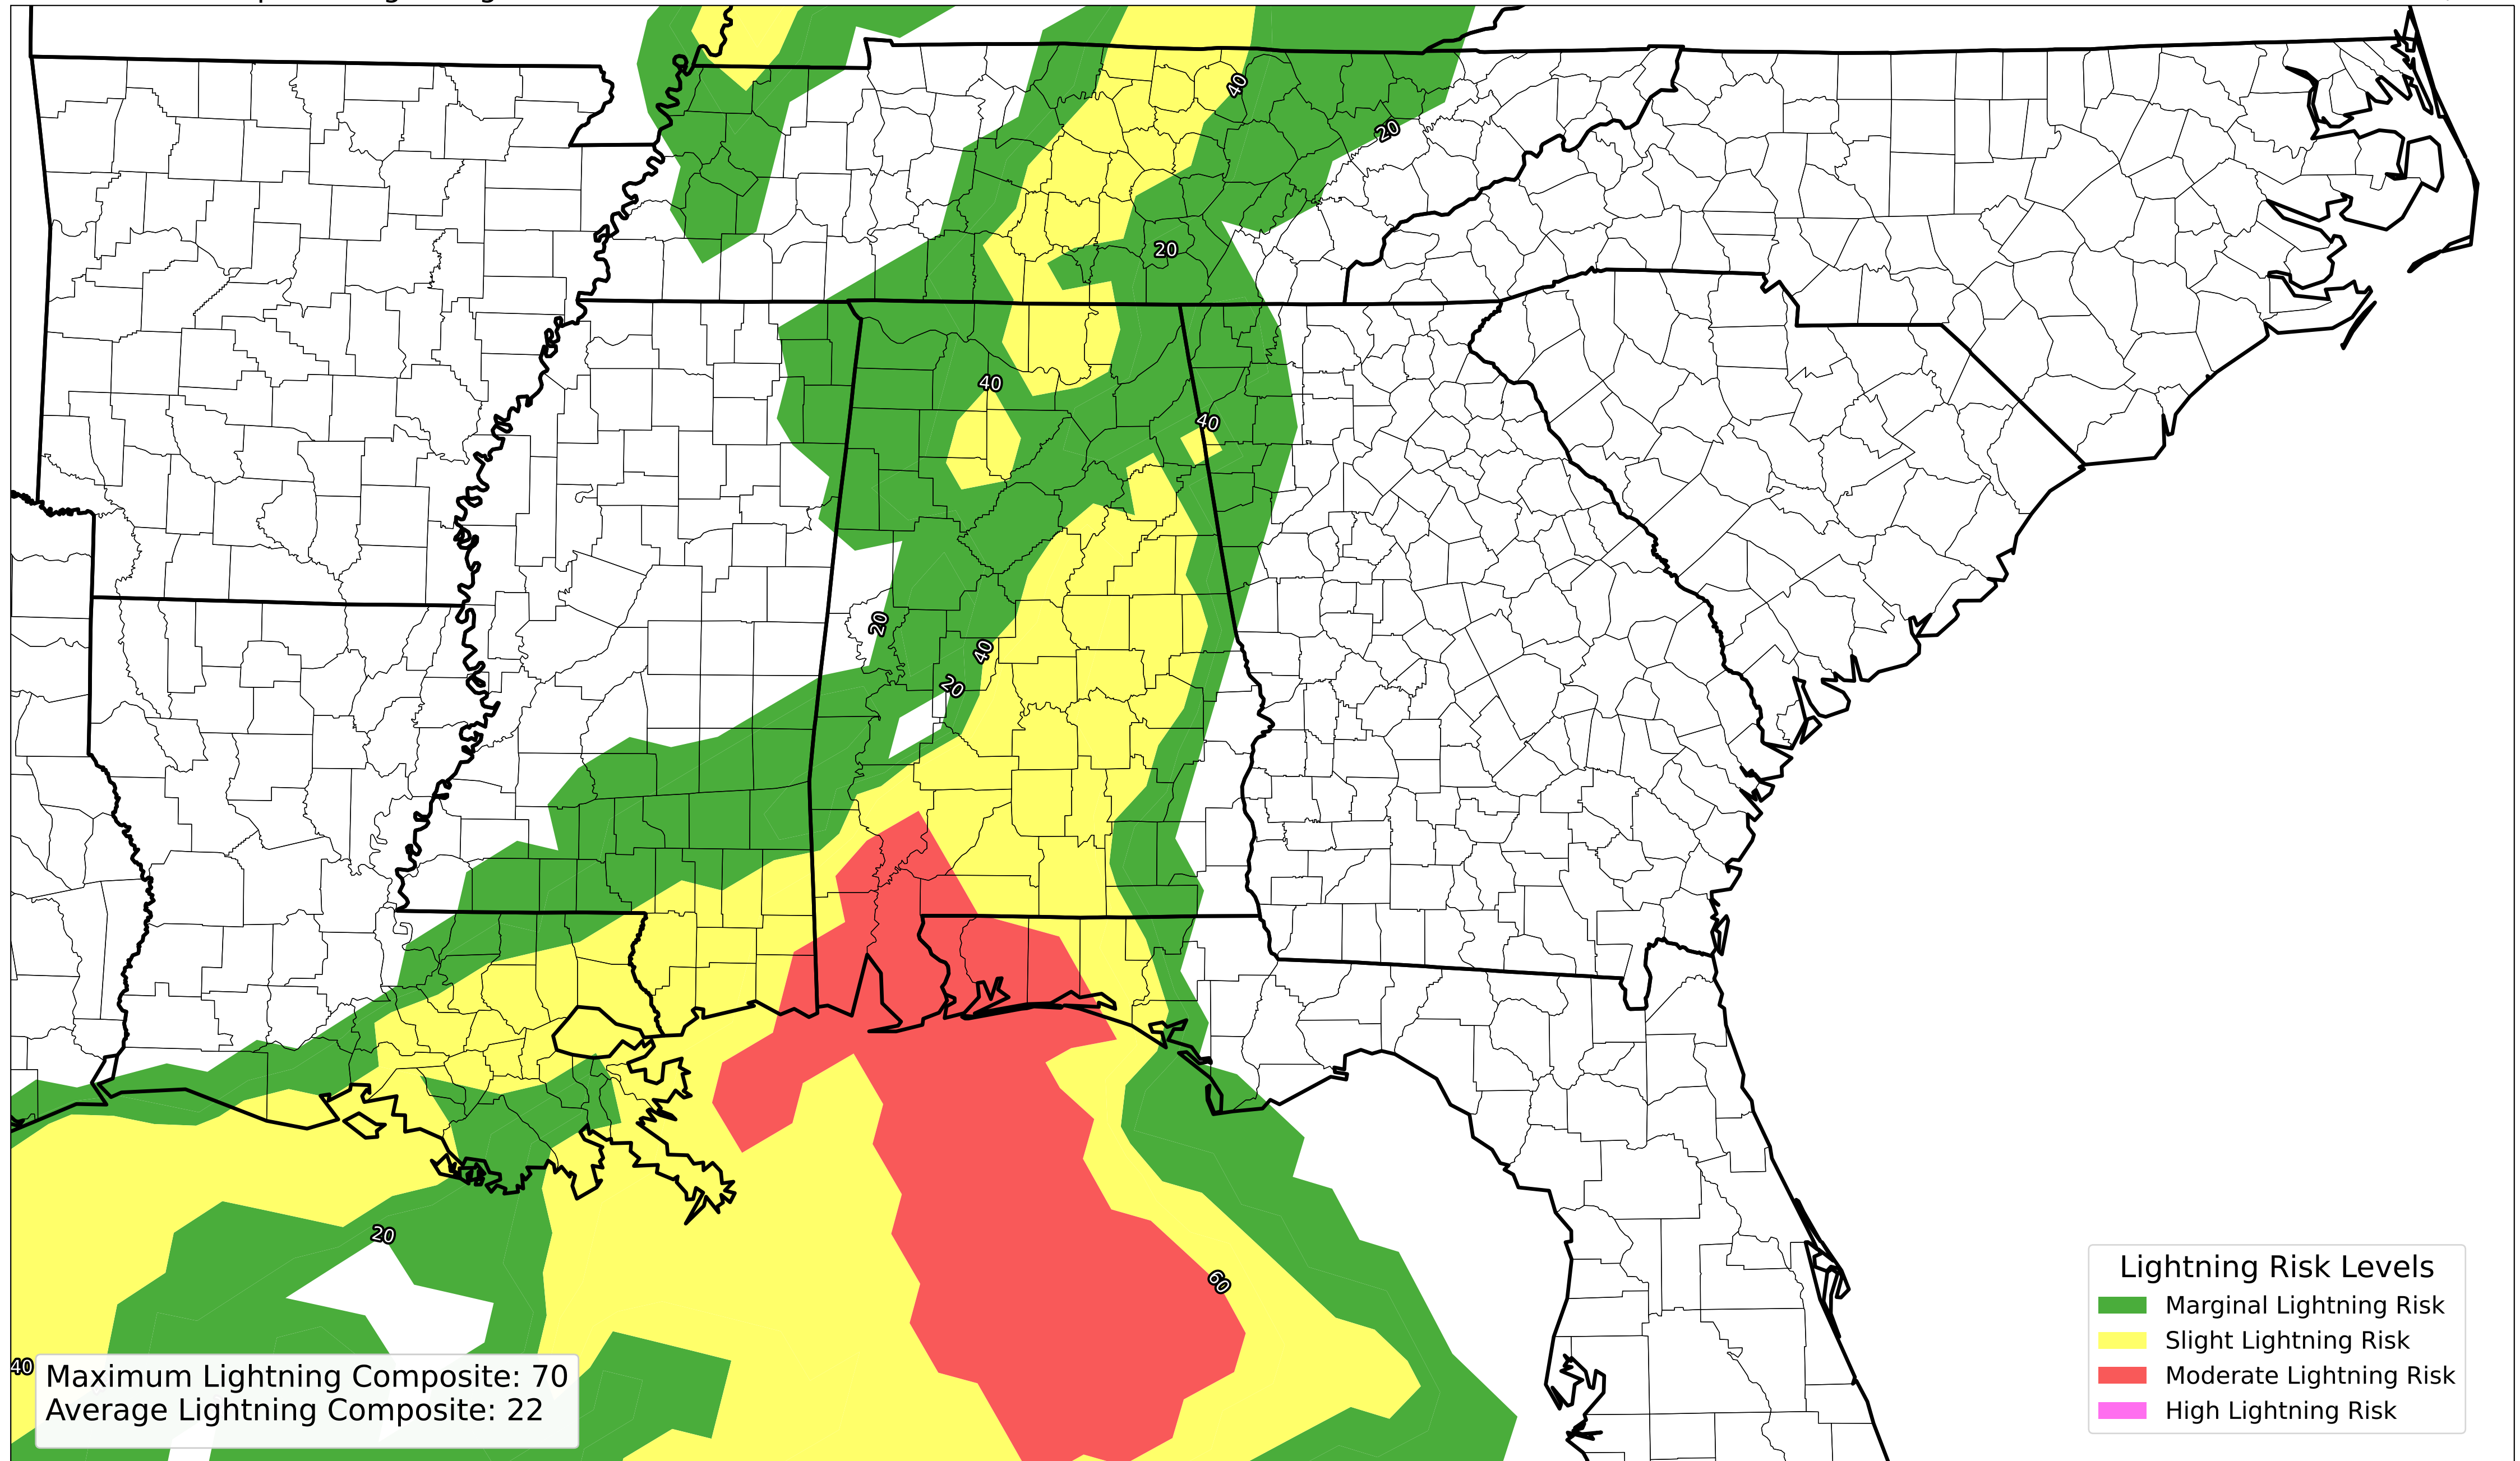 40
20
20
40
40
20
40
20
20
60
40
Maximum Lightning Composite: 70
Average Lightning Composite: 22
Lightning Risk Levels
Marginal Lightning Risk
Slight Lightning Risk
Moderate Lightning Risk
High Lightning Risk